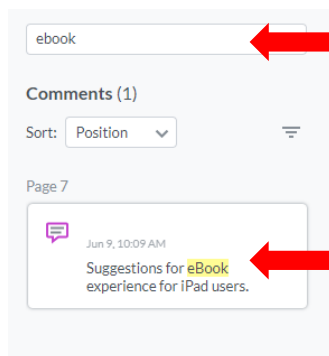 ebook
Comments (1)
Sort: Position
Page 7
Jun 9, 10:09 AM
Suggestions for eBook
experience for iPad users.